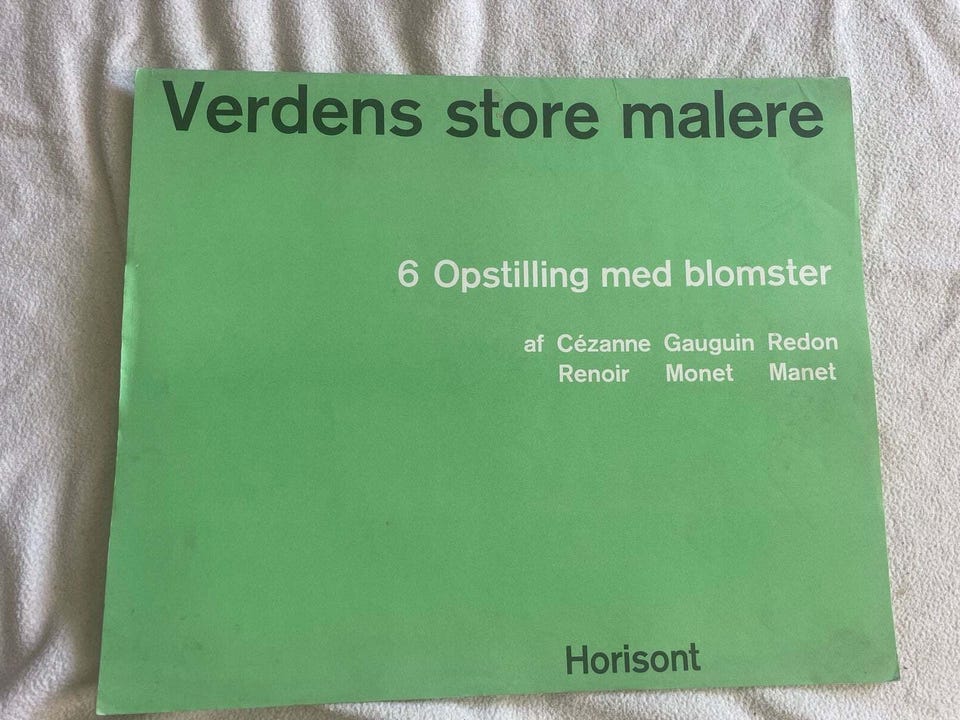 Verdens store malere
6 Opstilling med blomster
af Cézanne Gauguin Redon
Renoir Monet Manet
Horisont